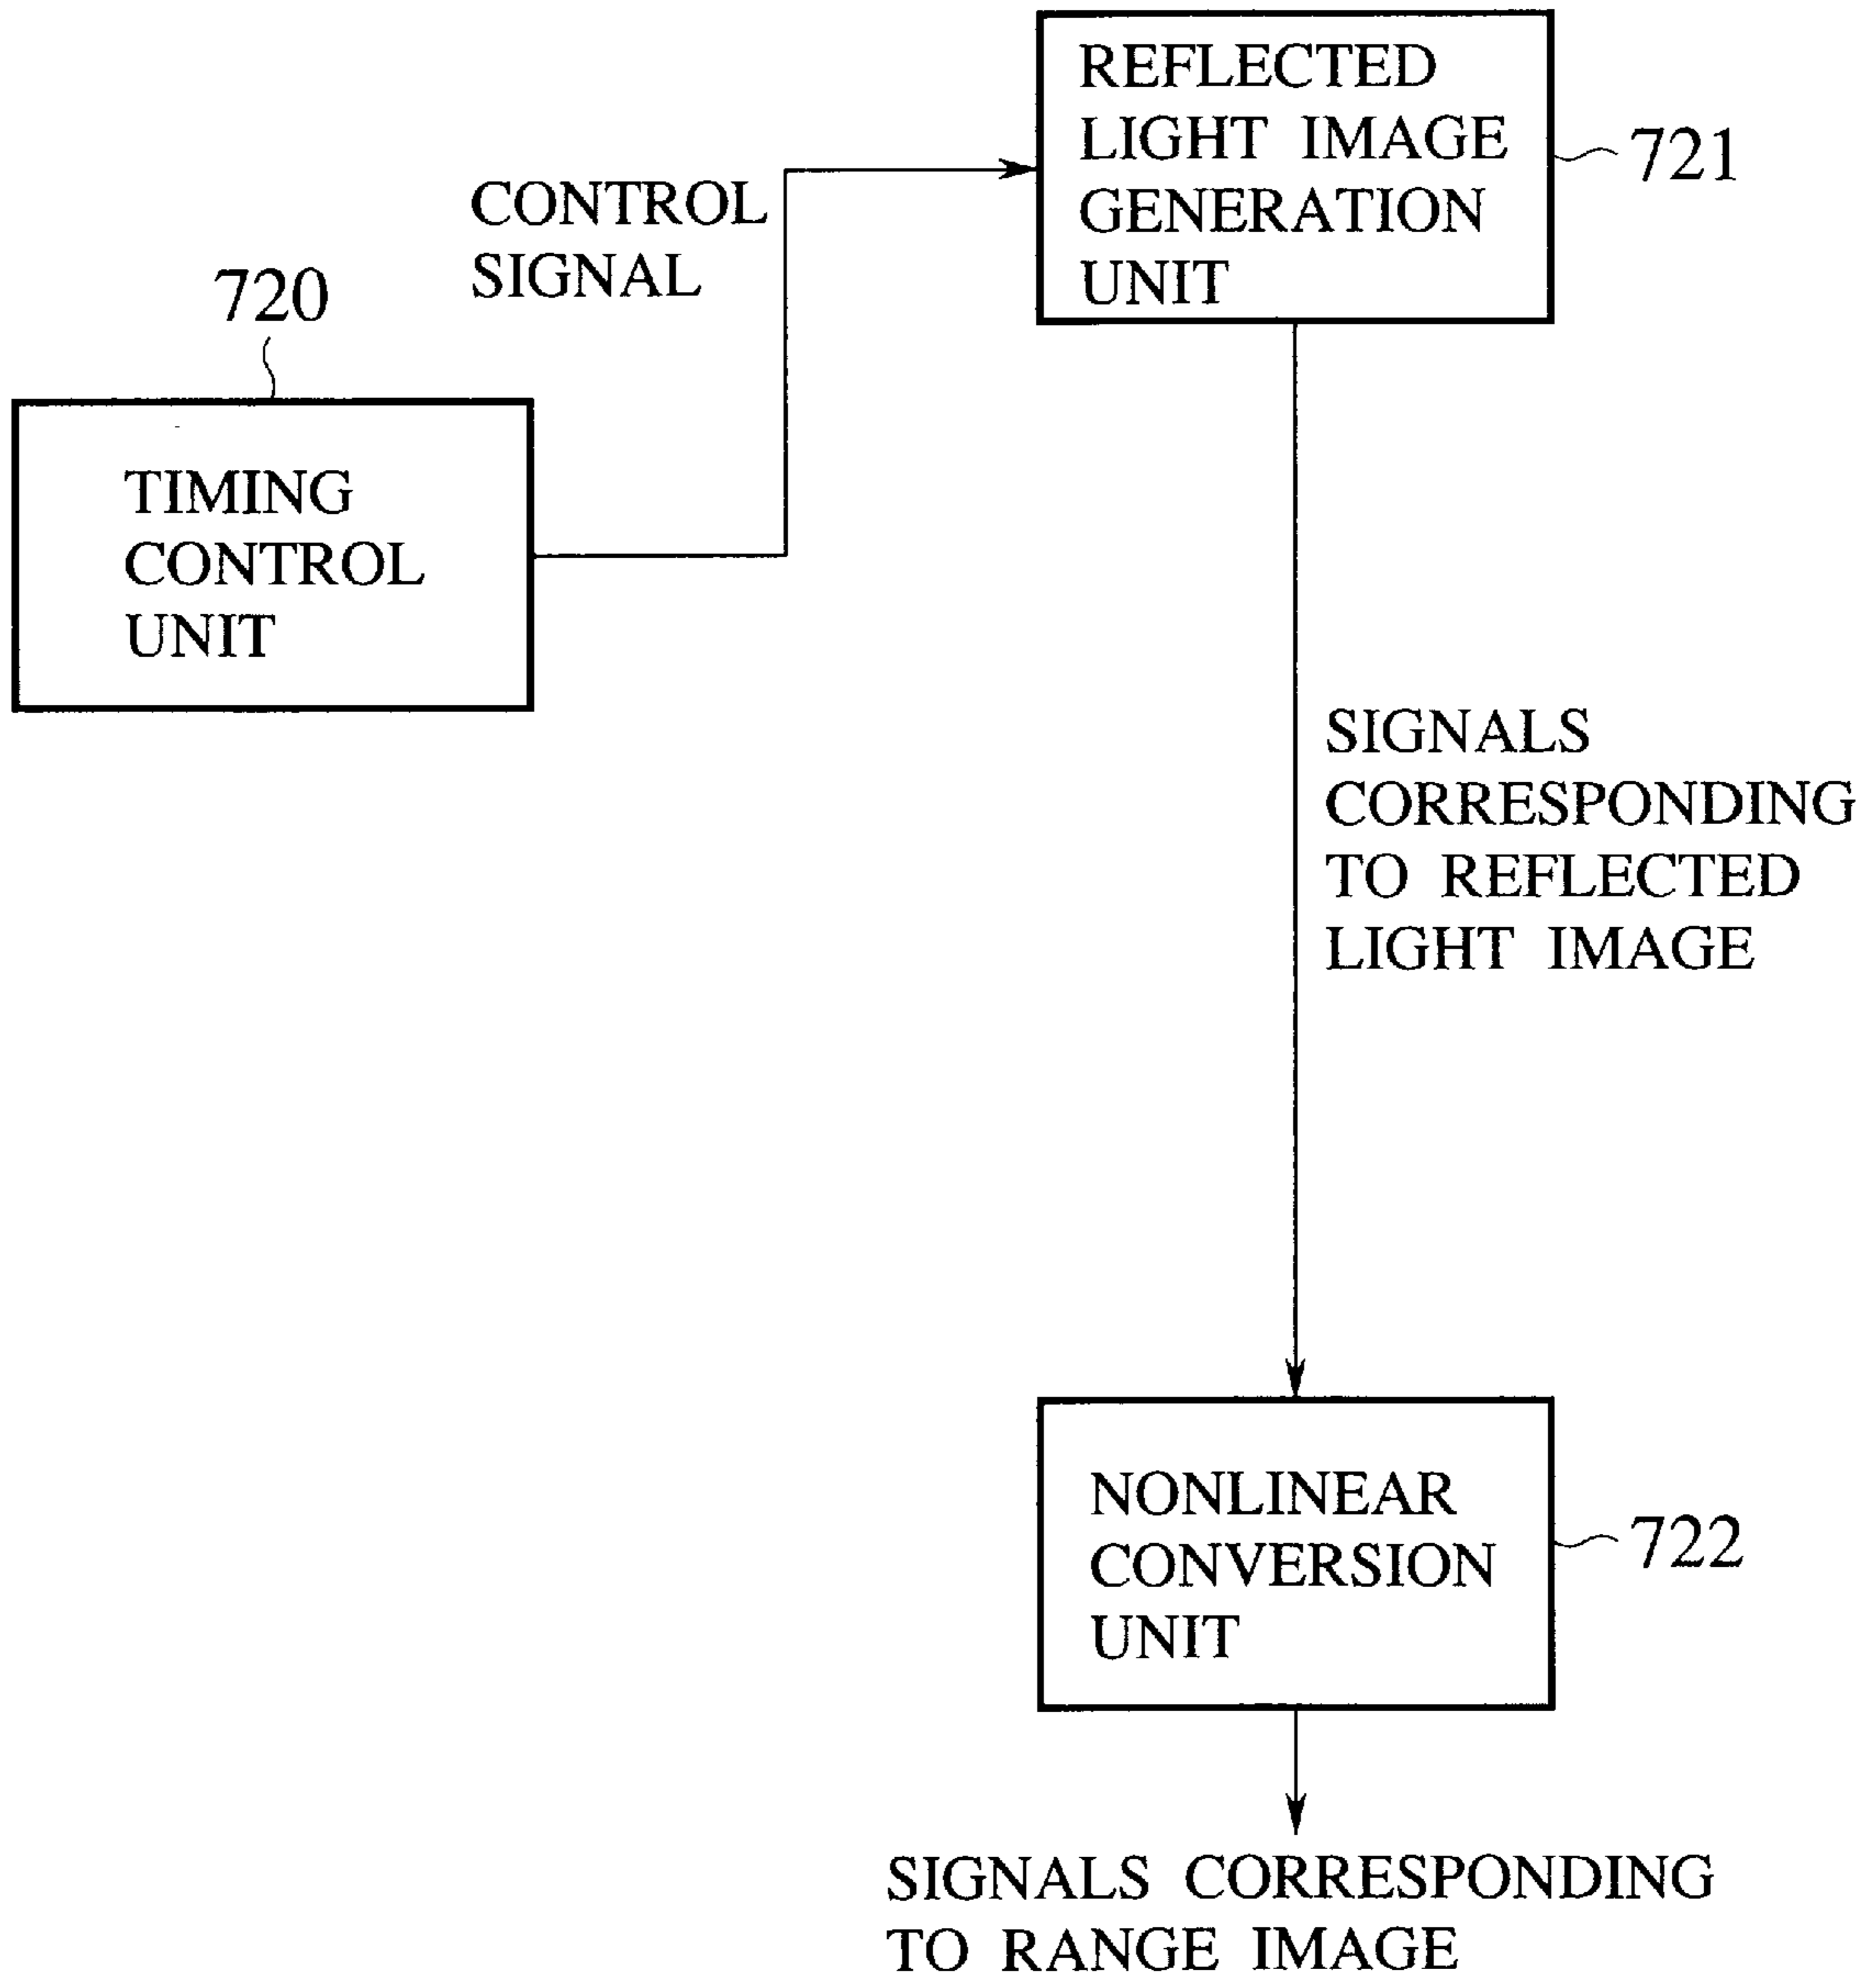 REFLECTED
LIGHT IMAGE
GENERATION
UNIT
721
CONTROL
SIGNAL
720
TIMING
CONTROL
UNIT
SIGNALS
CORRESPONDING
TO REFLECTED
LIGHT IMAGE
NONLINEAR
CONVERSION
UNIT
722
SIGNALS CORRESPONDING
TO RANGE IMAGE